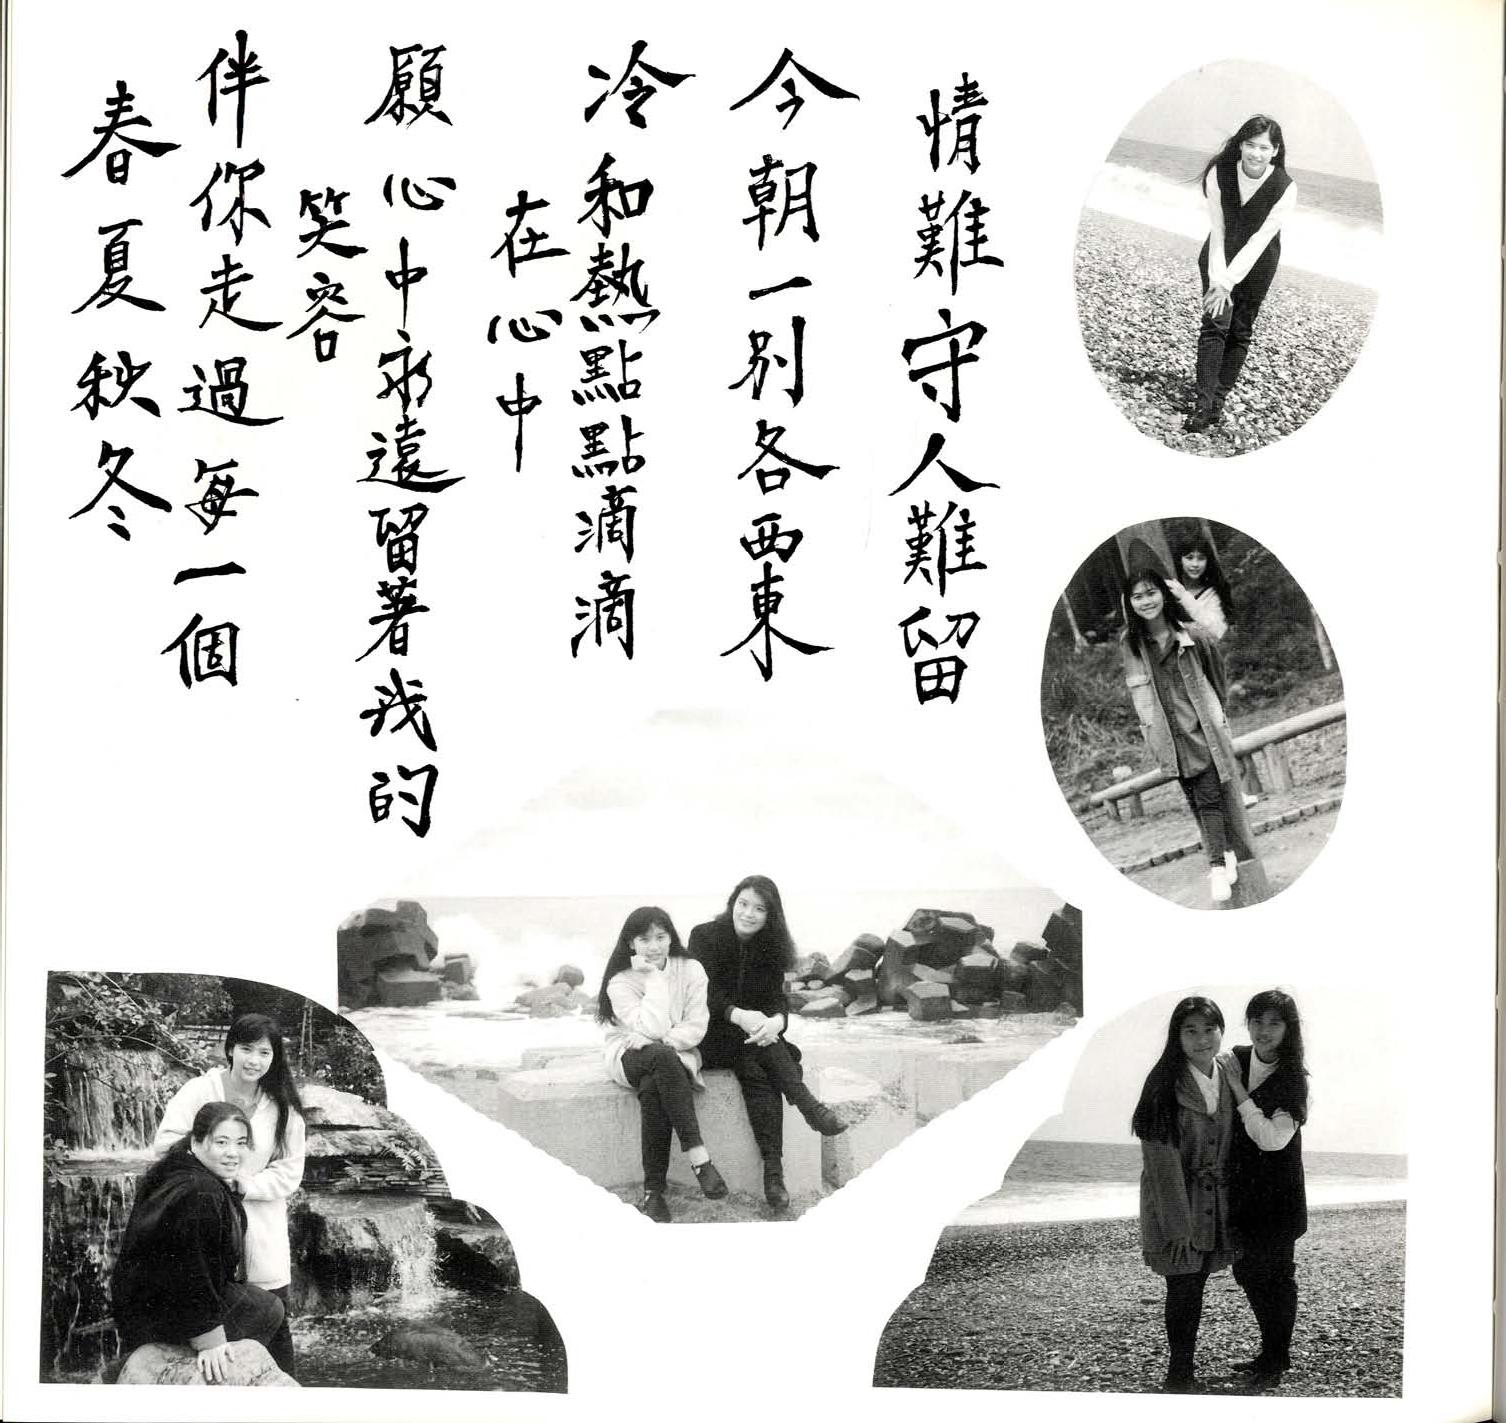 情難守人難留
今朝一別各西東
冷和熱點點滴滴
在心中
願心中永遠留著我的
笑容
伴你走過每一個
春夏秋冬